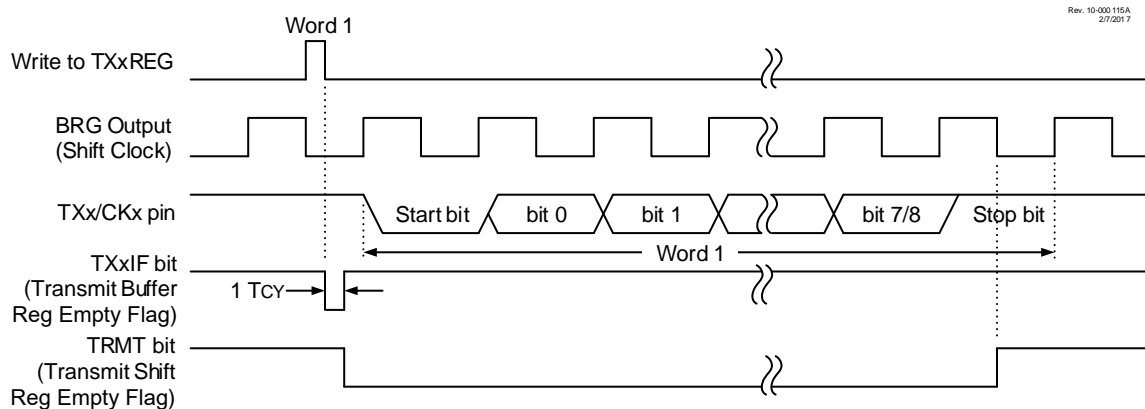 Rev. 10-000 115A
2/7/201 7
Word 1
Write to TXxREG
BRG Output
(Shift Clock)
TXx/CKx pin
Start bit
bit 0
bit 1
bit 7/8
Stop bit
Word 1
TXxIF bit
(Transmit Buffer
Reg Empty Flag)
1 TCY
TRMT bit
(Transmit Shift
Reg Empty Flag)